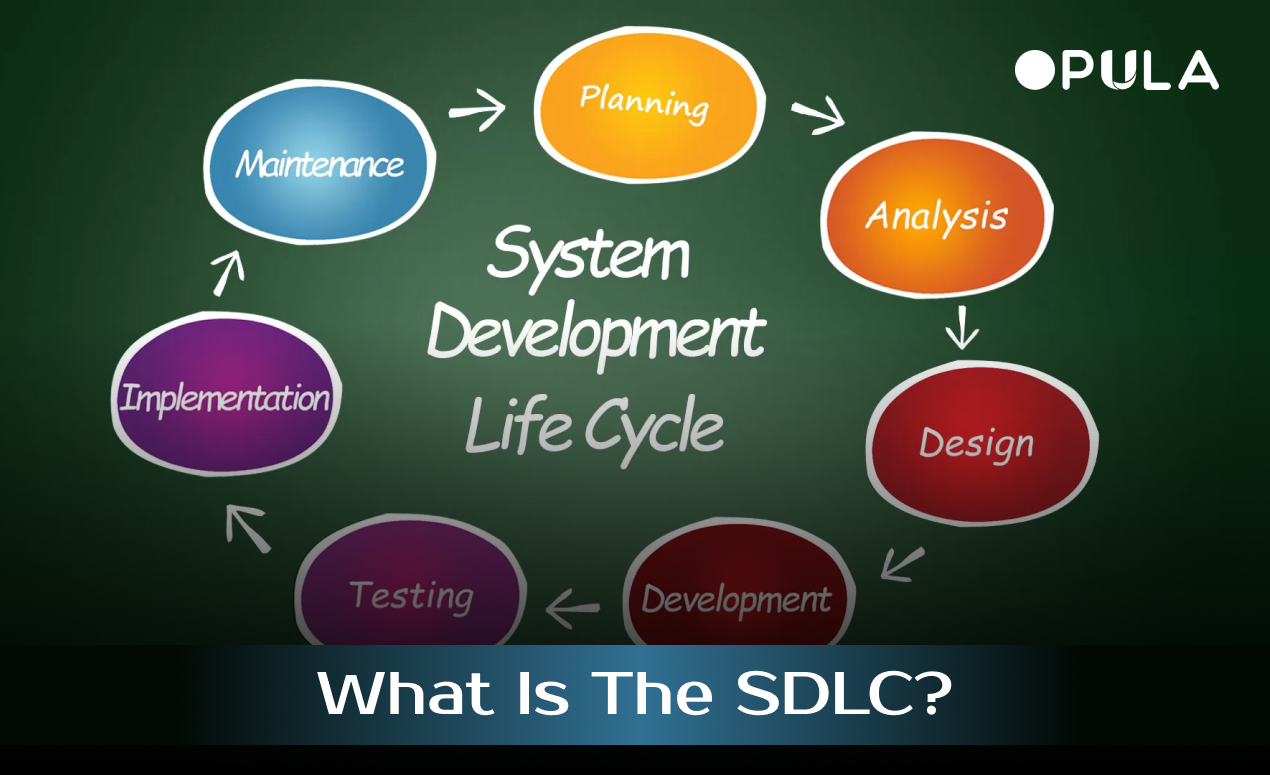 OPULA
Planning
Maintenance
Analysis
System
Development
Life Cycle
Implementation
Design
Testing
Development
What Is The SDLC?